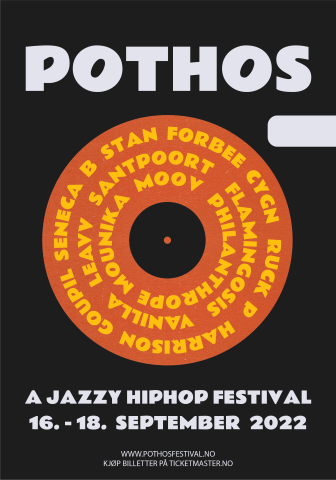 POTHOS
STAN FORBEE CYGN RUCK P HARRISON GOUPIL SENECA B
SANTPOORT FLAMINGOSIS VANILLA LEAVV
MOOV PHILANTHROPE MOUNIKA
A JAZZY HIPHOP FESTIVAL
16. - 18. SEPTEMBER 2022
WWW.POTHOSFESTIVAL.NO
KJØP BILLETTER PÅ TICKETMASTER.NO